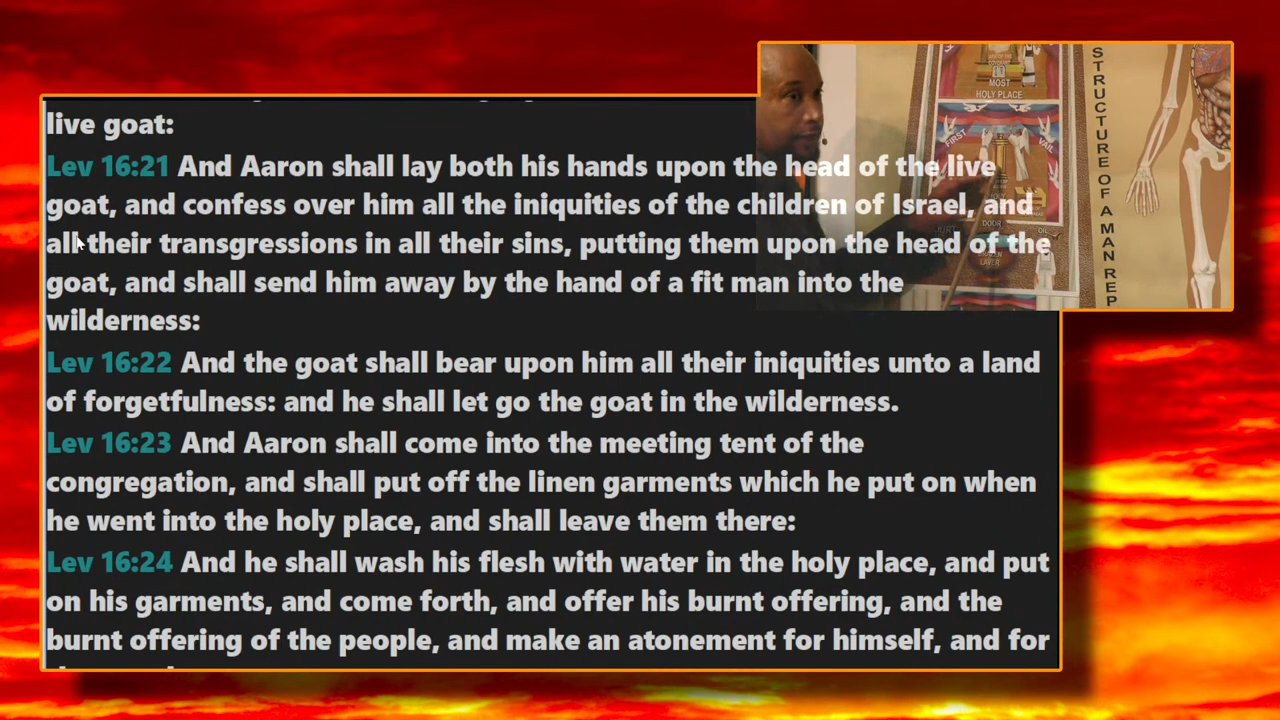 live goat:
Lev 16:21 And Aaron shall lay both his hands upon the head of the live
goat, and confess over him all the iniquities of the children of Israel, and
all their transgressions in all their sins, putting them upon the head of the
goat, and shall send him away by the hand of a fit man into the
wilderness:
Lev 16:22 And the goat shall bear upon him all their iniquities unto a land
of forgetfulness: and he shall let go the goat in the wilderness.
Lev 16:23 And Aaron shall come into the meeting tent of the
congregation, and shall put off the linen garments which he put on when
he went into the holy place, and shall leave them there:
Lev 16:24 And he shall wash his flesh with water in the holy place, and put
on his garments, and come forth, and offer his burnt offering, and the
burnt offering of the people, and make an atonement for himself, and for
MOST
HOLY PLACE
FIRST
VAIL
DOOR
OIL
LAVER
STRUCTURE OF A MAN REP